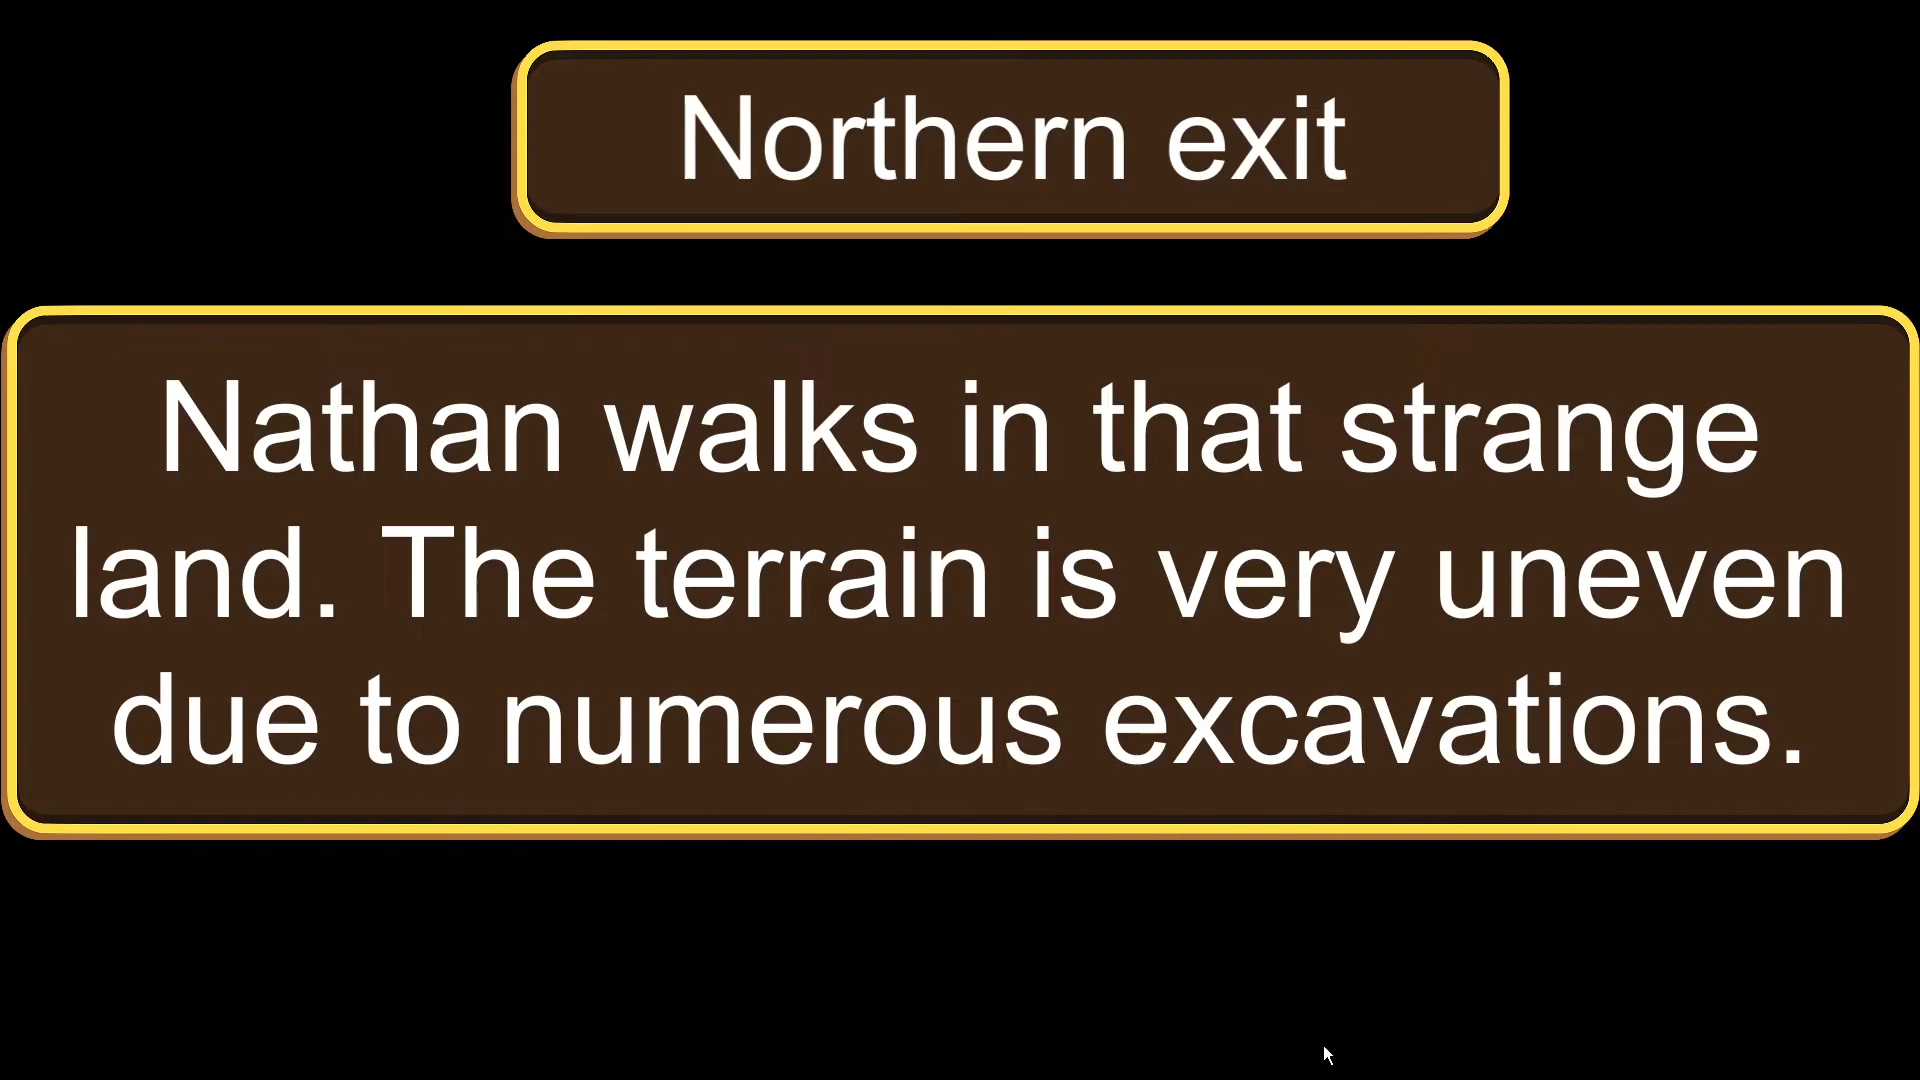 Northern exit
Nathan walks in that strange
land. The terrain is very uneven
due to numerous excavations.